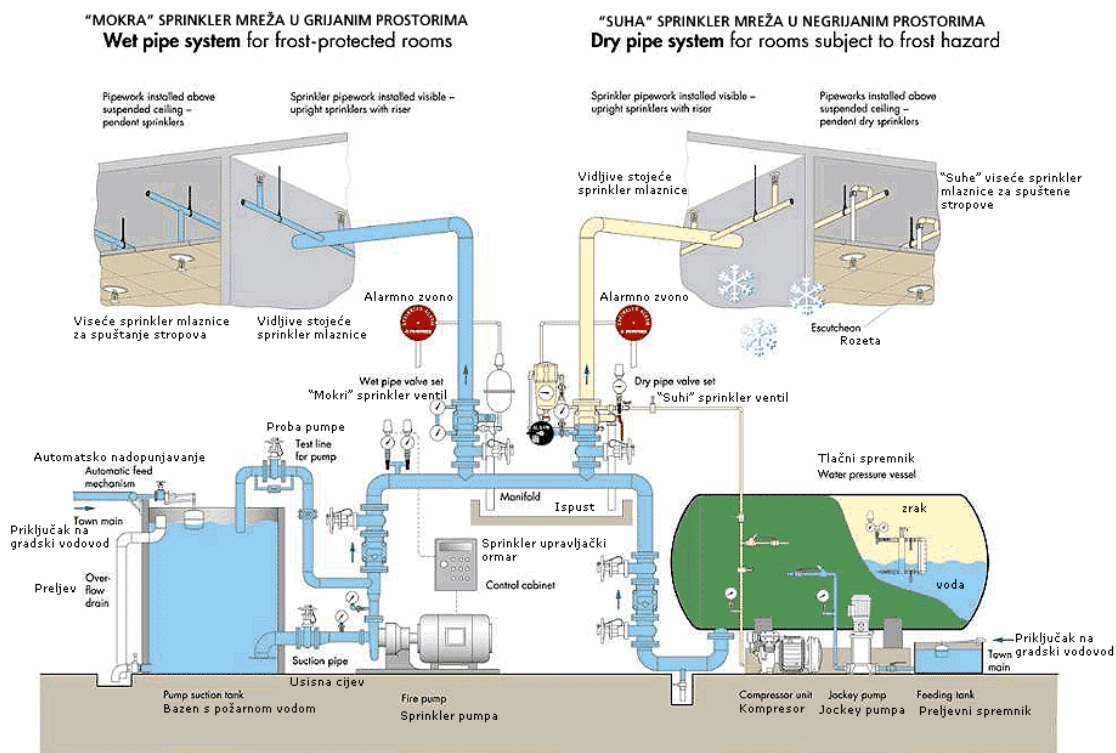 "MOKRA" SPRINKLER MREŽA U GRIJANIM PROSTORIMA
Wet pipe system for frost-protected rooms
"SUHA" SPRINKLER MREŽA U NEGRIJANIM PROSTORIMA
Dry pipe system for rooms subject to frost hazard
Pipework installed above
suspended ceiling –
pendent sprinklers
Sprinkler pipework installed visible –
upright sprinklers with riser
Sprinkler pipework installed visible –
upright sprinklers with riser
Pipeworks installed above
suspended ceiling –
pendent dry sprinklers
Vidljive stojeće
sprinkler mlaznice
"Suhe" viseće sprinkler
mlaznice za spuštene
stropove
Viseće sprinkler mlaznice
za spuštanje stropova
Vidljive stojeće
sprinkler mlaznice
Alarmno zvono
Alarmno zvono
Escutcheon
Rozeta
Wet pipe valve set
"Mokri" sprinkler ventil
Dry pipe valve set
"Suhi" sprinkler ventil
Proba pumpe
Test line
for pump
Automatsko nadopunjavanje
Automatic feed
mechanism
Town main
Priključak na
gradski vodovod
Preljev
Over-
flow
drain
Manifold
Ispust
Sprinkler upravljački
ormar
Control cabinet
Tlačni spremnik
Water pressure vessel
zrak
voda
Priključak na
gradski vodovod
Town
main
Suction pipe
Usisna cijev
Pump suction tank
Bazen s požarnom vodom
Fire pump
Sprinkler pumpa
Compressor unit
Kompresor
Jockey pump
Jockey pumpa
Feeding tank
Preljevni spremnik